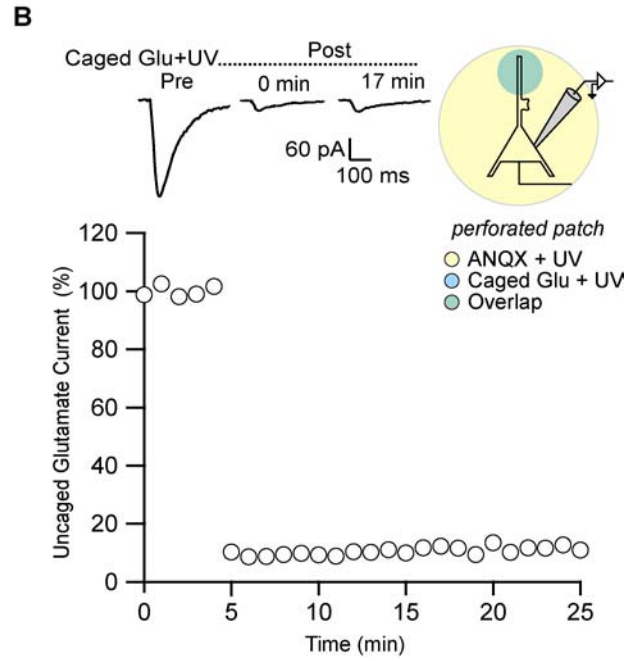 B
Caged Glu+UV
Post
Pre
0 min
17 min
60 pA
100 ms
perforated patch
ANQX + UV
Caged Glu + UV
Overlap
Uncaged Glutamate Current (%)
120
100
80
60
40
20
0
0
5
10
15
20
25
Time (min)